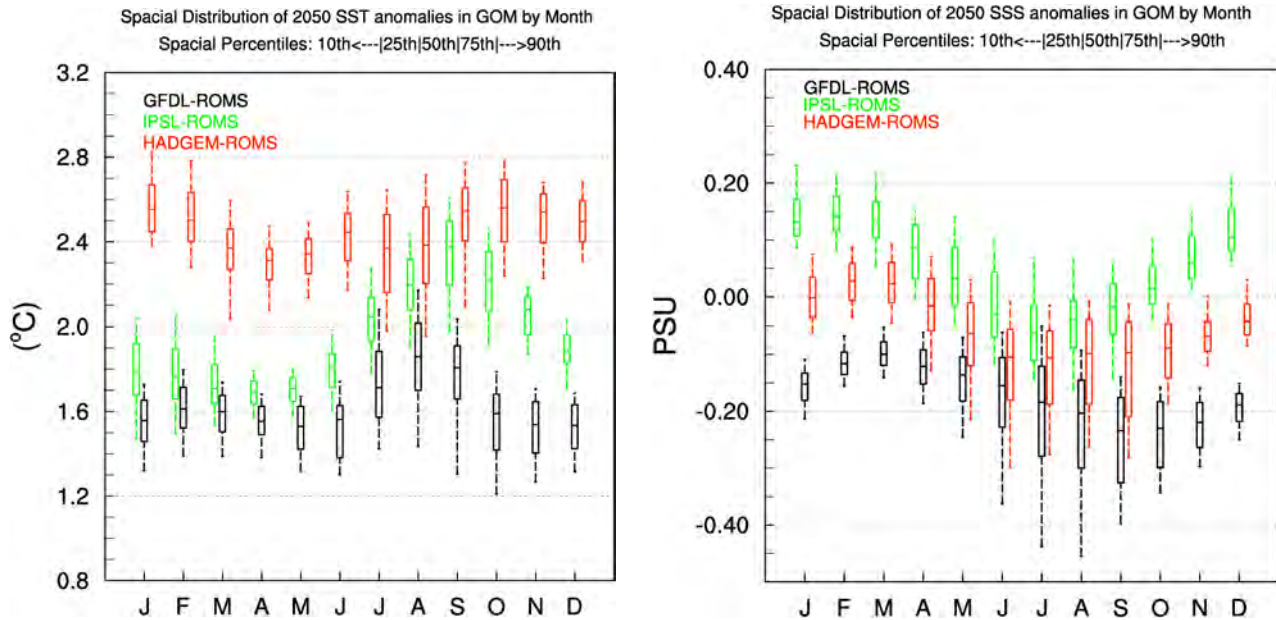 Spacial Distribution of 2050 SST anomalies in GOM by Month
Spacial Percentiles: 10th<---|25th|50th|75th|--->90th
3.2
2.8
2.4
2.0
1.6
1.2
0.8
(ºC)
GFDL-ROMS
IPSL-ROMS
HADGEM-ROMS
J F M A M J J A S O N D
Spacial Distribution of 2050 SSS anomalies in GOM by Month
Spacial Percentiles: 10th<---|25th|50th|75th|--->90th
0.40
0.20
0.00
-0.20
-0.40
PSU
GFDL-ROMS
IPSL-ROMS
HADGEM-ROMS
J F M A M J J A S O N D